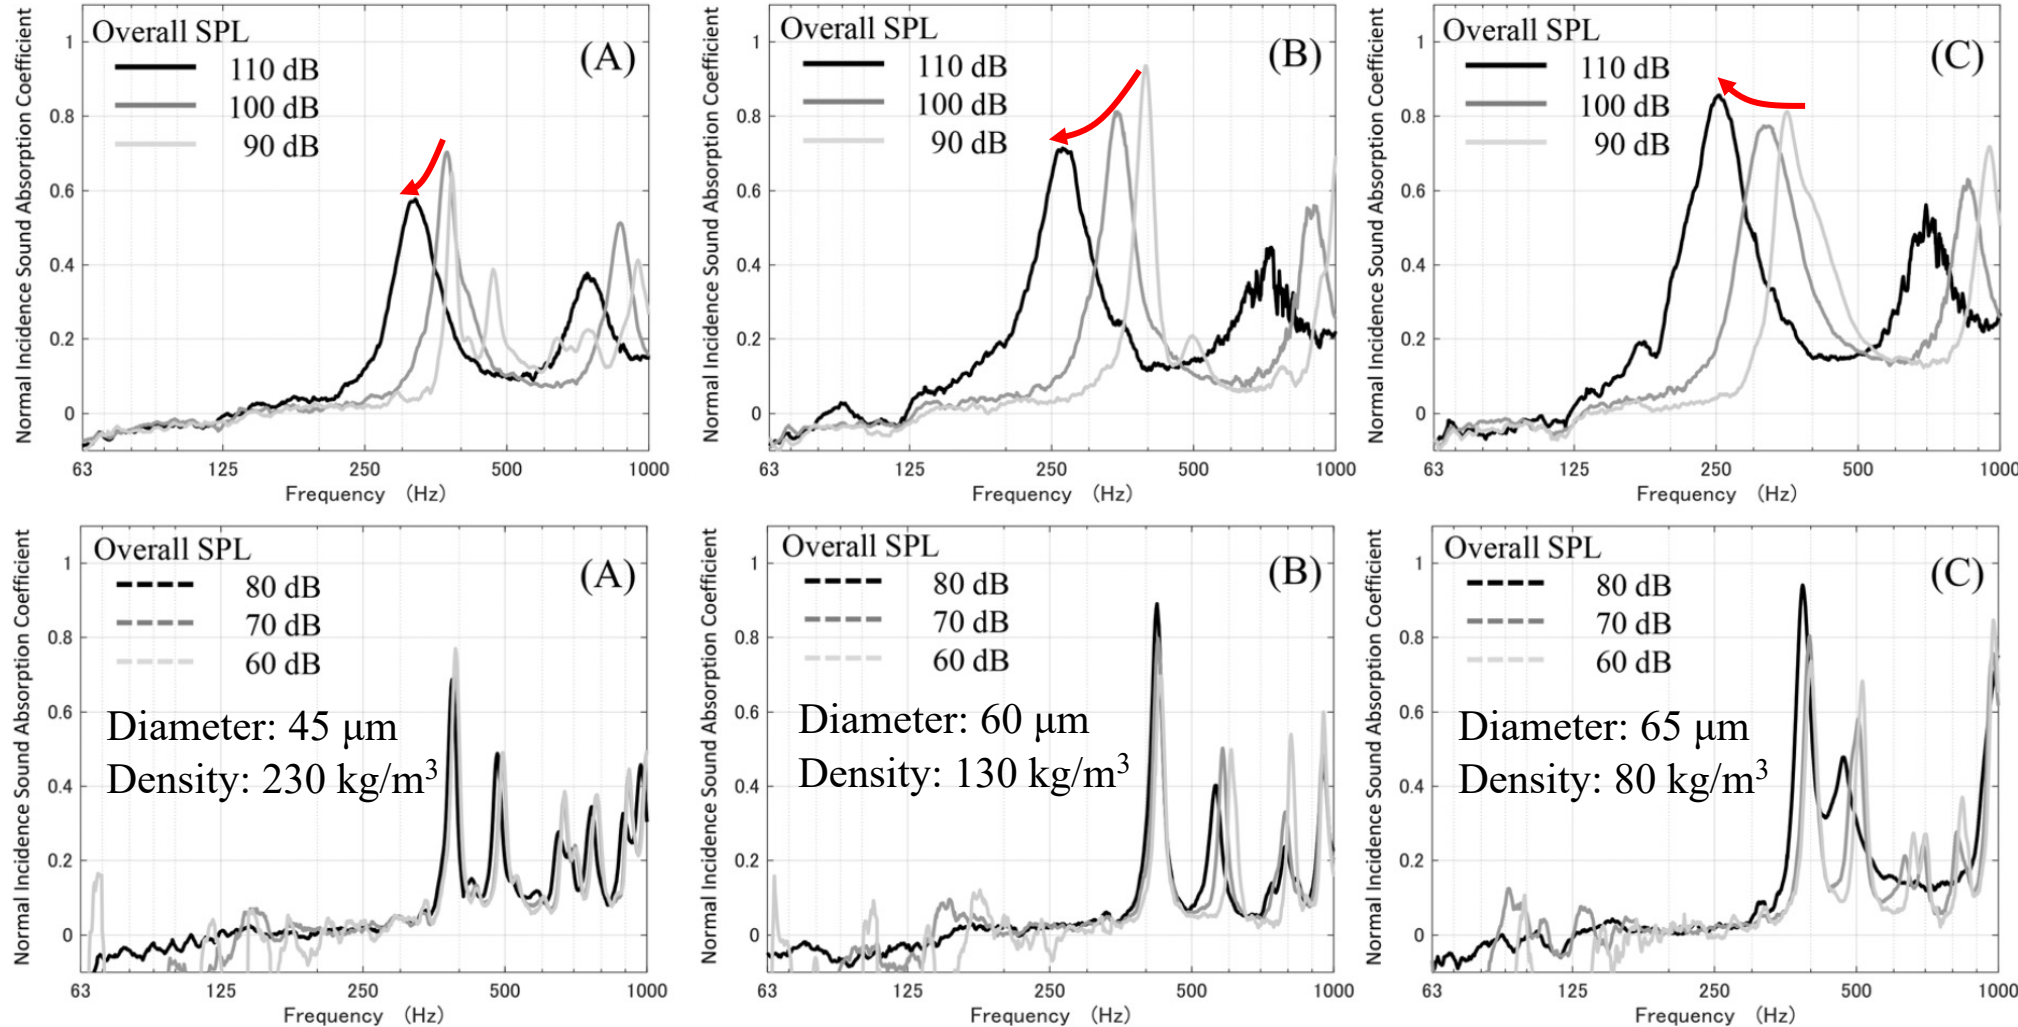 Normal Incidence Sound Absorption Coefficient
Overall SPL
110 dB
100 dB
90 dB
(A)
1
0.8
0.6
0.4
0.2
0
63
125
250
500
1000
Frequency (Hz)
Normal Incidence Sound Absorption Coefficient
Overall SPL
110 dB
100 dB
90 dB
(B)
1
0.8
0.6
0.4
0.2
0
63
125
250
500
1000
Frequency (Hz)
Normal Incidence Sound Absorption Coefficient
Overall SPL
110 dB
100 dB
90 dB
(C)
1
0.8
0.6
0.4
0.2
0
63
125
250
500
1000
Frequency (Hz)
Normal Incidence Sound Absorption Coefficient
Overall SPL
80 dB
70 dB
60 dB
(A)
Diameter: 45 μm
Density: 230 kg/m³
1
0.8
0.6
0.4
0.2
0
63
125
250
500
1000
Frequency (Hz)
Normal Incidence Sound Absorption Coefficient
Overall SPL
80 dB
70 dB
60 dB
(B)
Diameter: 60 μm
Density: 130 kg/m³
1
0.8
0.6
0.4
0.2
0
63
125
250
500
1000
Frequency (Hz)
Normal Incidence Sound Absorption Coefficient
Overall SPL
80 dB
70 dB
60 dB
(C)
Diameter: 65 μm
Density: 80 kg/m³
1
0.8
0.6
0.4
0.2
0
63
125
250
500
1000
Frequency (Hz)